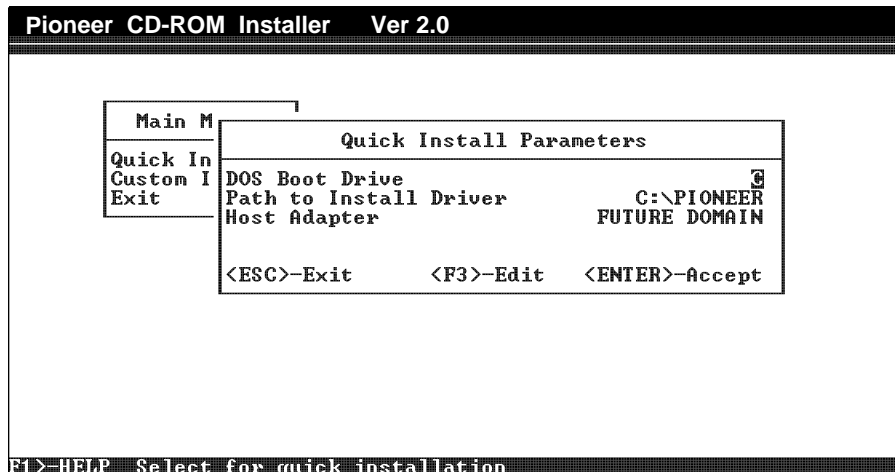 Pioneer CD-ROM Installer Ver 2.0
Main M
Quick In
Custom I
Exit
Quick Install Parameters
DOS Boot Drive C
Path to Install Driver C:\PIONEER
Host Adapter FUTURE DOMAIN
<ESC>-Exit <F3>-Edit <ENTER>-Accept
F1>-HELP Select for quick installation